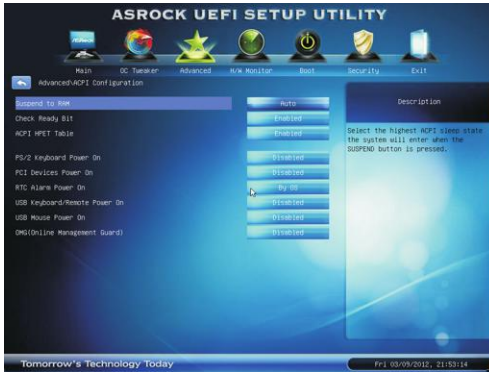 ASROCK UEFI SETUP UTILITY
Main OC Tweaker Advanced H/W Monitor Boot Security Exit
Advanced\ACPI Configuration
Description
Suspend to RAM Auto
Check Ready Bit Enabled
ACPI HPET Table Enabled
PS/2 Keyboard Power On Disabled
PCI Devices Power On Disabled
RTC Alarm Power On By OS
USB Keyboard/Remote Power On Disabled
USB Mouse Power On Disabled
OMG(Online Management Guard) Disabled
Select the highest ACPI sleep state
the system will enter when the
SUSPEND button is pressed.
Tomorrow's Technology Today
Fri 03/09/2012, 21:53:14